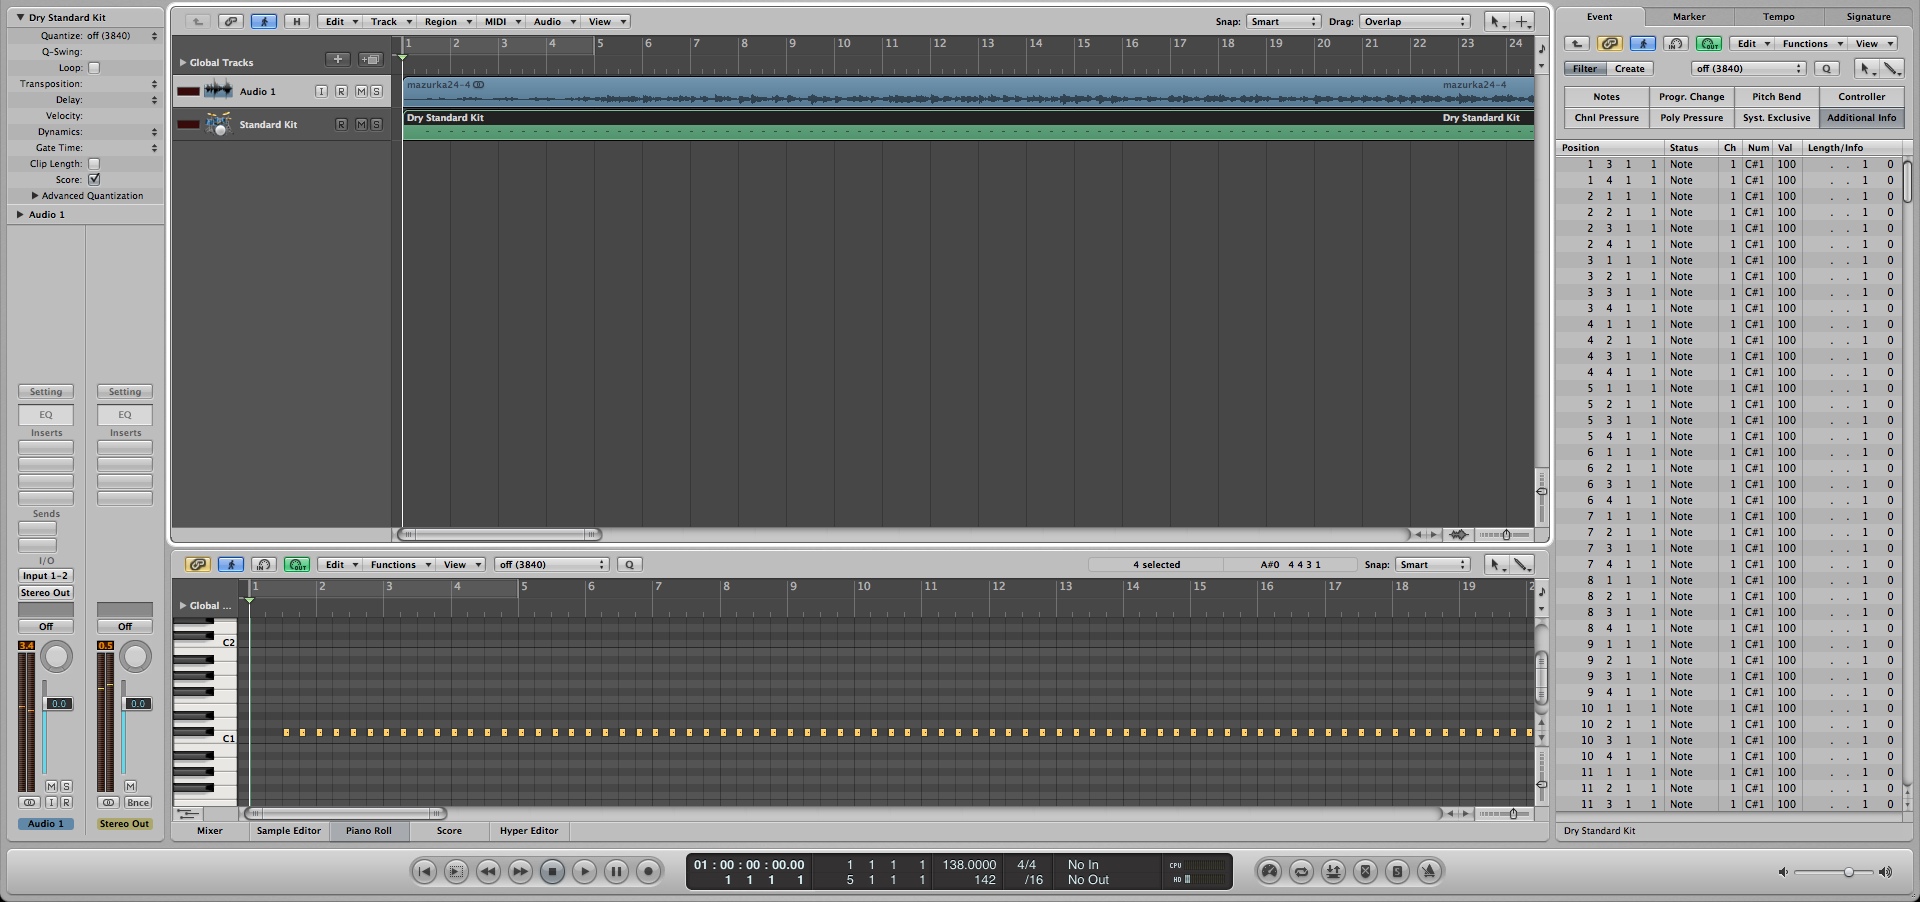 Dry Standard Kit
Quantize: off (3840)
Q-Swing:
Loop:
Transposition:
Delay:
Velocity:
Dynamics:
Gate Time:
Clip Length:
Score:
Advanced Quantization
Audio 1
Setting Setting
EQ EQ
Inserts Inserts
Sends
I/O
Input 1-2
Stereo Out
Off Off
3.4 0.5
0.0 0.0
M S M
I R Bnce
Audio 1 Stereo Out
H Edit Track Region MIDI Audio View Snap: Smart Drag: Overlap
1 2 3 4 5 6 7 8 9 10 11 12 13 14 15 16 17 18 19 20 21 22 23 24
Global Tracks
Audio 1 I R M S
mazurka24-4 mazurka24-4
Standard Kit R M S
Dry Standard Kit Dry Standard Kit
IN OUT Edit Functions View off (3840) Q 4 selected A#0 4 4 3 1 Snap: Smart
1 2 3 4 5 6 7 8 9 10 11 12 13 14 15 16 17 18 19 2
Global ...
C2
C1
Mixer Sample Editor Piano Roll Score Hyper Editor
Event Marker Tempo Signature
IN OUT Edit Functions View
Filter Create off (3840) Q
Notes Progr. Change Pitch Bend Controller
Chnl Pressure Poly Pressure Syst. Exclusive Additional Info
Position Status Ch Num Val Length/Info
1 3 1 1 Note 1 C#1 100 . . 1 0
1 4 1 1 Note 1 C#1 100 . . 1 0
2 1 1 1 Note 1 C#1 100 . . 1 0
2 2 1 1 Note 1 C#1 100 . . 1 0
2 3 1 1 Note 1 C#1 100 . . 1 0
2 4 1 1 Note 1 C#1 100 . . 1 0
3 1 1 1 Note 1 C#1 100 . . 1 0
3 2 1 1 Note 1 C#1 100 . . 1 0
3 3 1 1 Note 1 C#1 100 . . 1 0
3 4 1 1 Note 1 C#1 100 . . 1 0
4 1 1 1 Note 1 C#1 100 . . 1 0
4 2 1 1 Note 1 C#1 100 . . 1 0
4 3 1 1 Note 1 C#1 100 . . 1 0
4 4 1 1 Note 1 C#1 100 . . 1 0
5 1 1 1 Note 1 C#1 100 . . 1 0
5 2 1 1 Note 1 C#1 100 . . 1 0
5 3 1 1 Note 1 C#1 100 . . 1 0
5 4 1 1 Note 1 C#1 100 . . 1 0
6 1 1 1 Note 1 C#1 100 . . 1 0
6 2 1 1 Note 1 C#1 100 . . 1 0
6 3 1 1 Note 1 C#1 100 . . 1 0
6 4 1 1 Note 1 C#1 100 . . 1 0
7 1 1 1 Note 1 C#1 100 . . 1 0
7 2 1 1 Note 1 C#1 100 . . 1 0
7 3 1 1 Note 1 C#1 100 . . 1 0
7 4 1 1 Note 1 C#1 100 . . 1 0
8 1 1 1 Note 1 C#1 100 . . 1 0
8 2 1 1 Note 1 C#1 100 . . 1 0
8 3 1 1 Note 1 C#1 100 . . 1 0
8 4 1 1 Note 1 C#1 100 . . 1 0
9 1 1 1 Note 1 C#1 100 . . 1 0
9 2 1 1 Note 1 C#1 100 . . 1 0
9 3 1 1 Note 1 C#1 100 . . 1 0
9 4 1 1 Note 1 C#1 100 . . 1 0
10 1 1 1 Note 1 C#1 100 . . 1 0
10 2 1 1 Note 1 C#1 100 . . 1 0
10 3 1 1 Note 1 C#1 100 . . 1 0
10 4 1 1 Note 1 C#1 100 . . 1 0
11 1 1 1 Note 1 C#1 100 . . 1 0
11 2 1 1 Note 1 C#1 100 . . 1 0
11 3 1 1 Note 1 C#1 100 . . 1 0
Dry Standard Kit
01 : 00 : 00 : 00.00 1 1 1 1 138.0000 4/4 No In CPU
1 1 1 1 5 1 1 1 142 /16 No Out HD
S